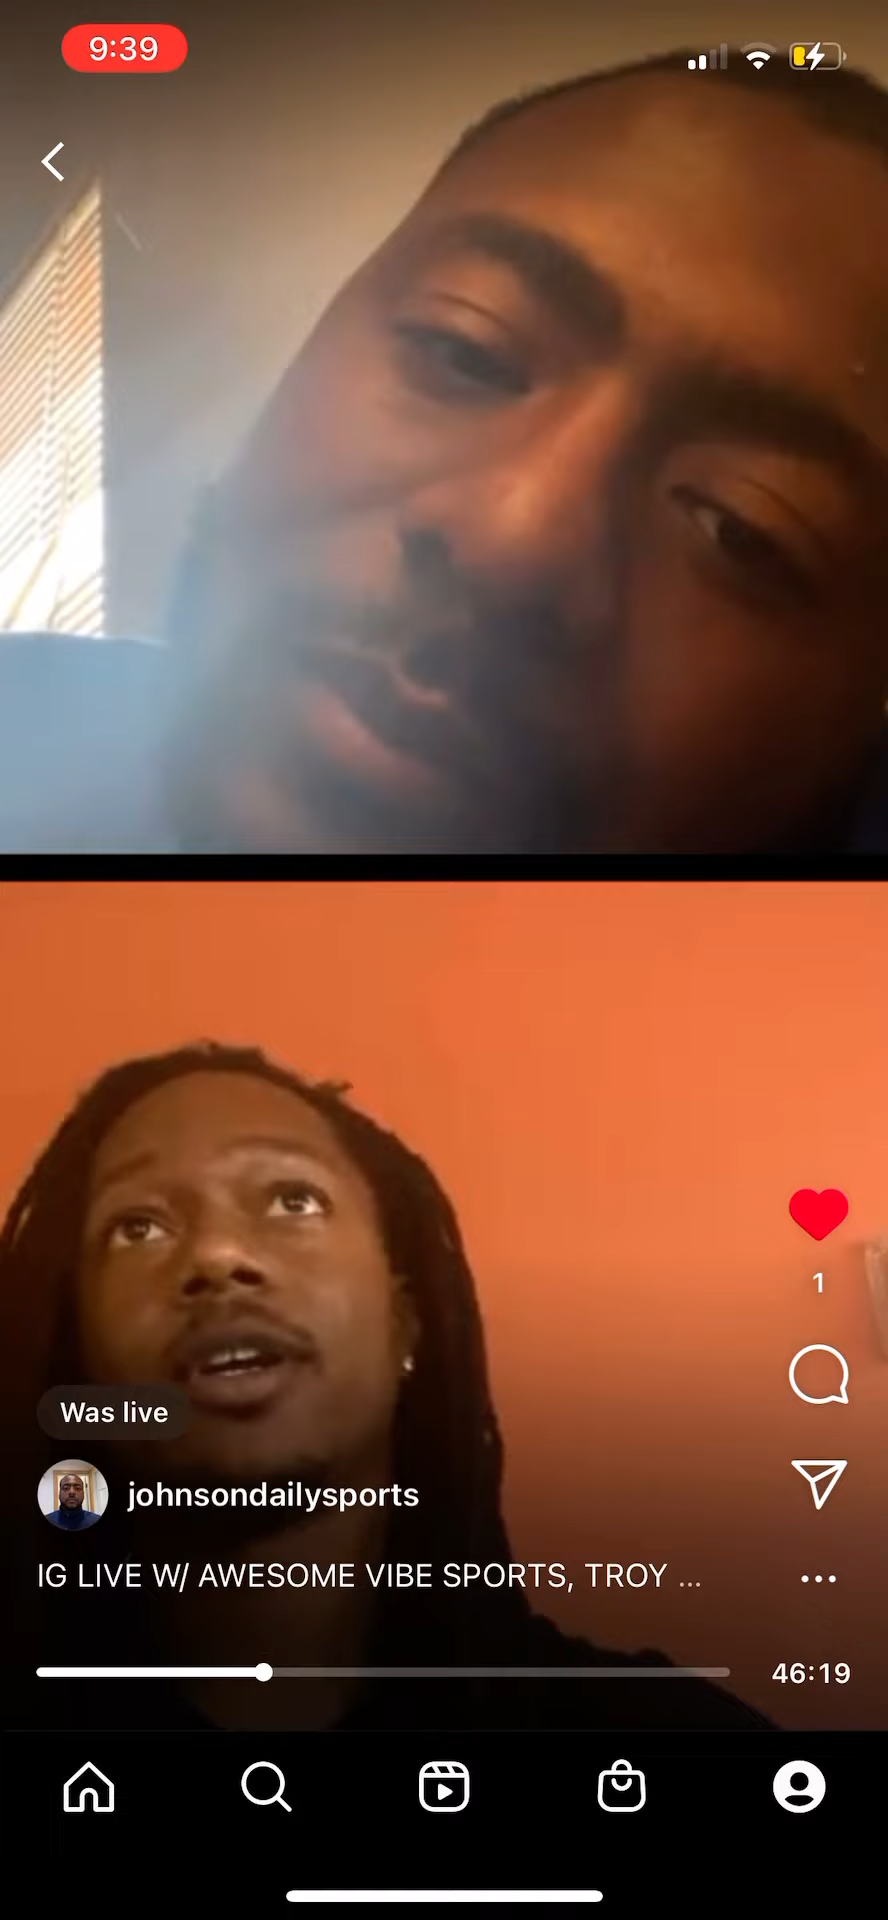 9:39
Was live
johnsondailysports
IG LIVE W/ AWESOME VIBE SPORTS, TROY ...
1
46:19